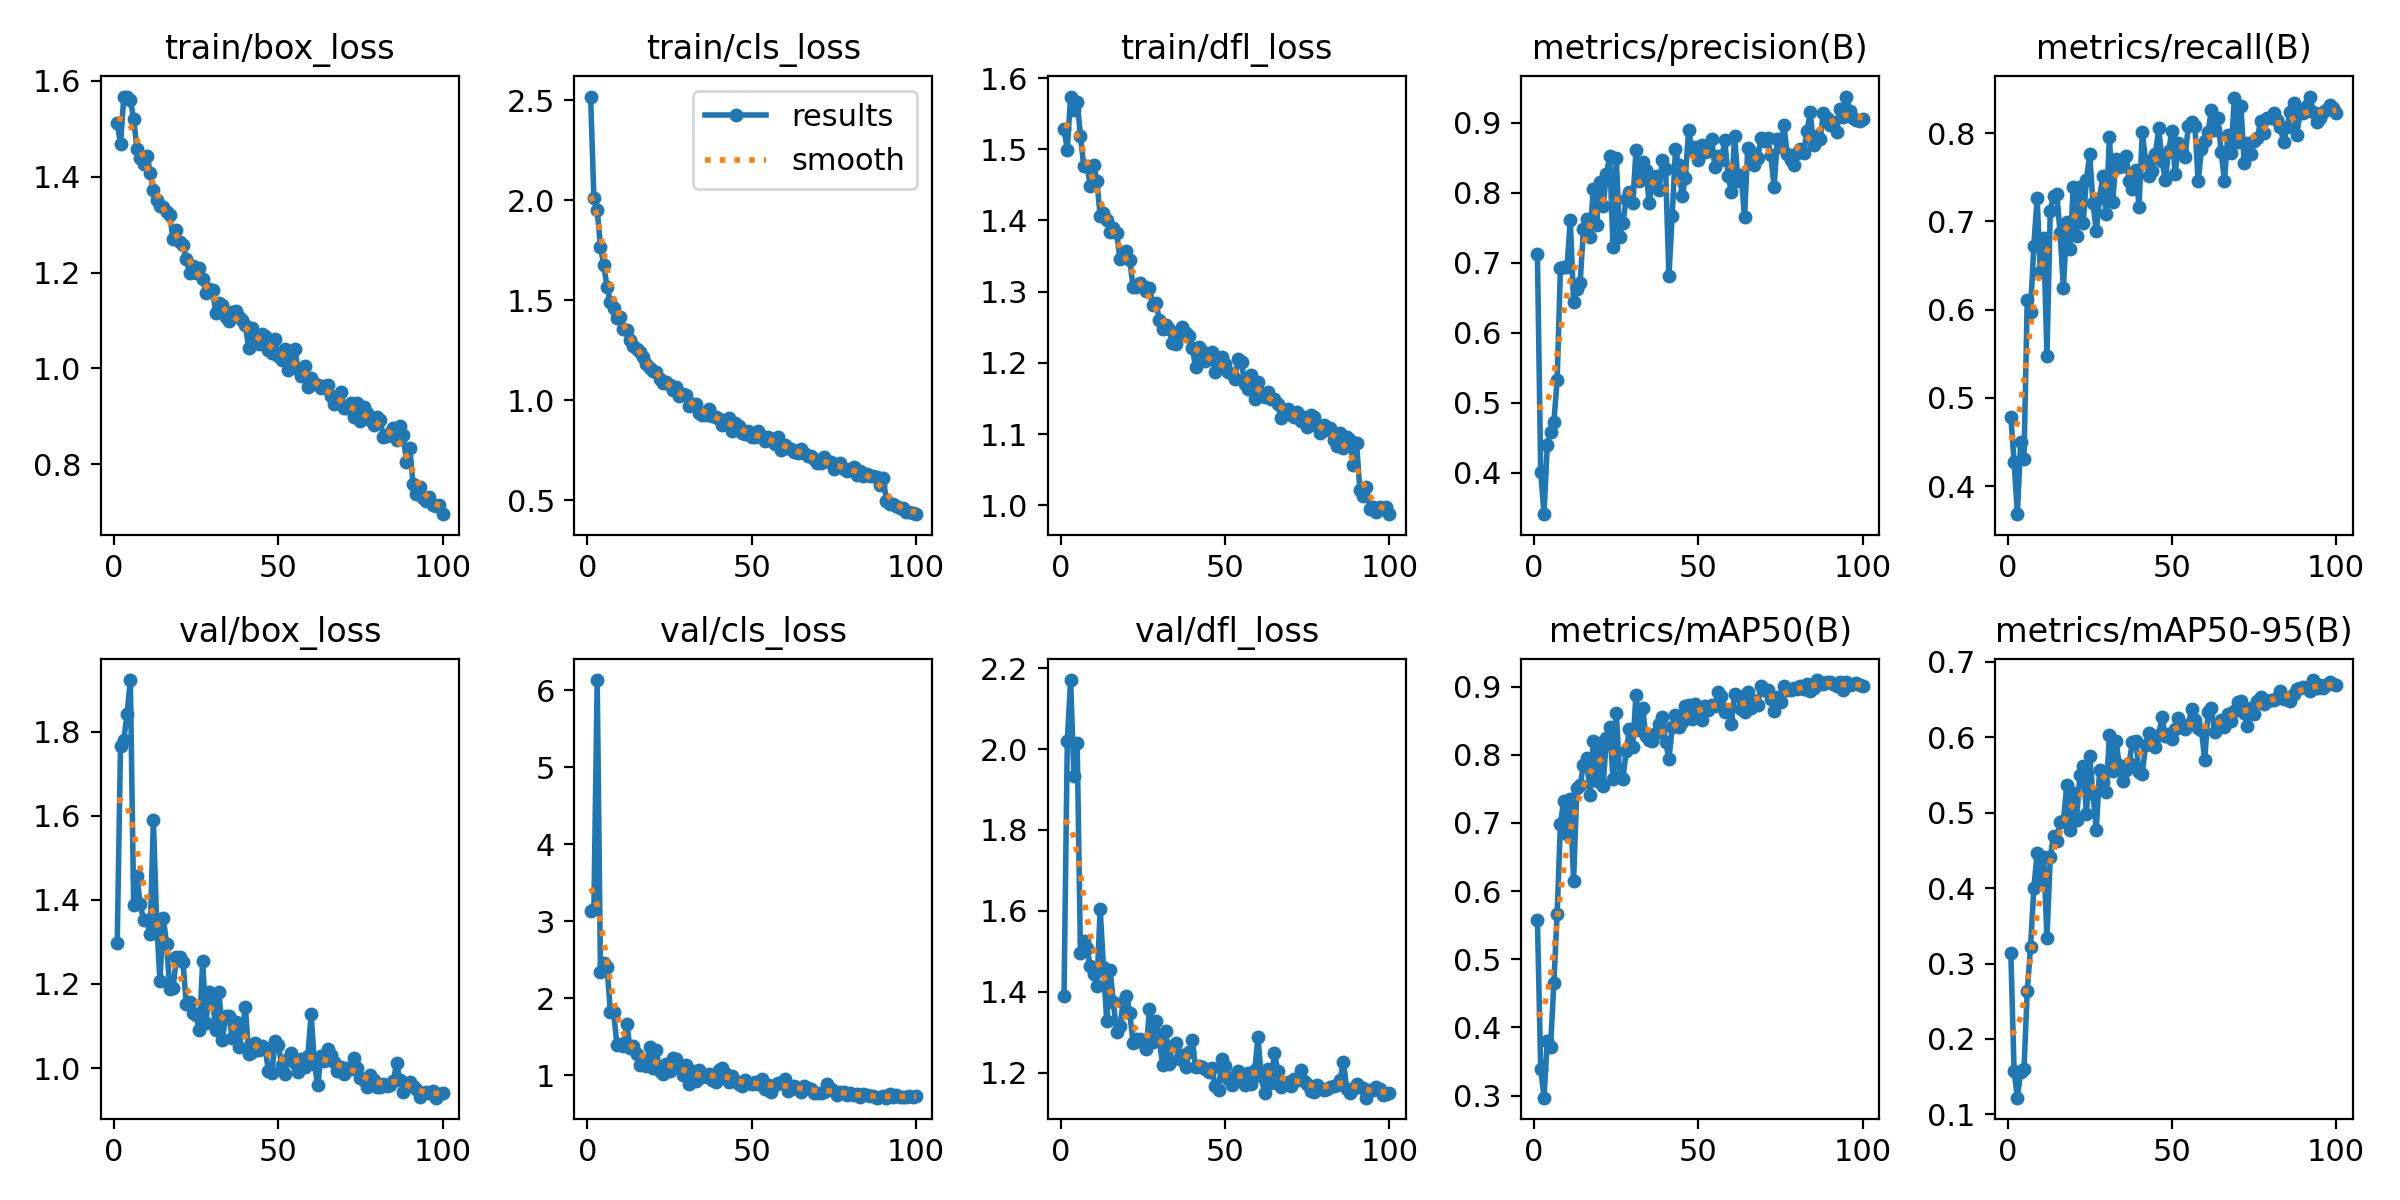 train/box_loss
1.6
1.4
1.2
1.0
0.8
0 50 100
train/cls_loss
results
smooth
2.5
2.0
1.5
1.0
0.5
0 50 100
train/dfl_loss
1.6
1.5
1.4
1.3
1.2
1.1
1.0
0 50 100
metrics/precision(B)
0.9
0.8
0.7
0.6
0.5
0.4
0 50 100
metrics/recall(B)
0.8
0.7
0.6
0.5
0.4
0 50 100
val/box_loss
1.8
1.6
1.4
1.2
1.0
0 50 100
val/cls_loss
6
5
4
3
2
1
0 50 100
val/dfl_loss
2.2
2.0
1.8
1.6
1.4
1.2
0 50 100
metrics/mAP50(B)
0.9
0.8
0.7
0.6
0.5
0.4
0.3
0 50 100
metrics/mAP50-95(B)
0.7
0.6
0.5
0.4
0.3
0.2
0.1
0 50 100